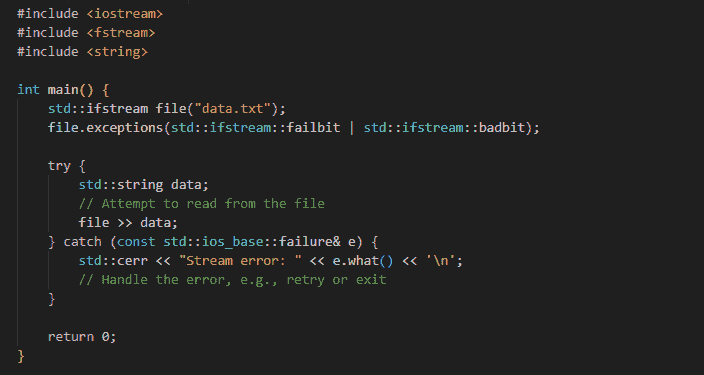 #include <iostream>
#include <fstream>
#include <string>
int main() {
std::ifstream file("data.txt");
file.exceptions(std::ifstream::failbit | std::ifstream::badbit);
try {
std::string data;
// Attempt to read from the file
file >> data;
} catch (const std::ios_base::failure& e) {
std::cerr << "Stream error: " << e.what() << '\n';
// Handle the error, e.g., retry or exit
}
return 0;
}